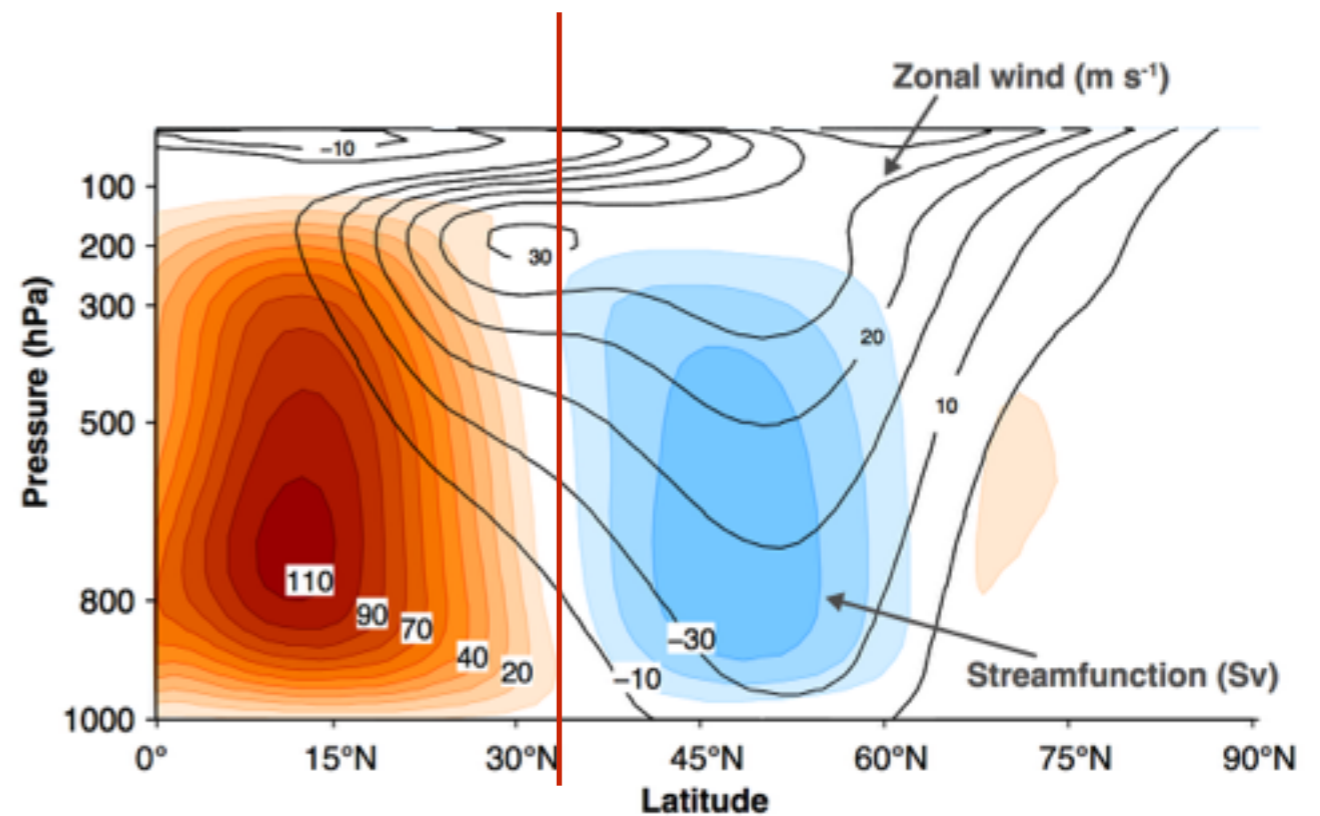 Zonal wind (m s-1)
−10
100
30
200
300
20
10
500
Pressure (hPa)
110
800
90
70
−30
40
20
−10
Streamfunction (Sv)
1000
0°
15°N
30°N
45°N
60°N
75°N
90°N
Latitude